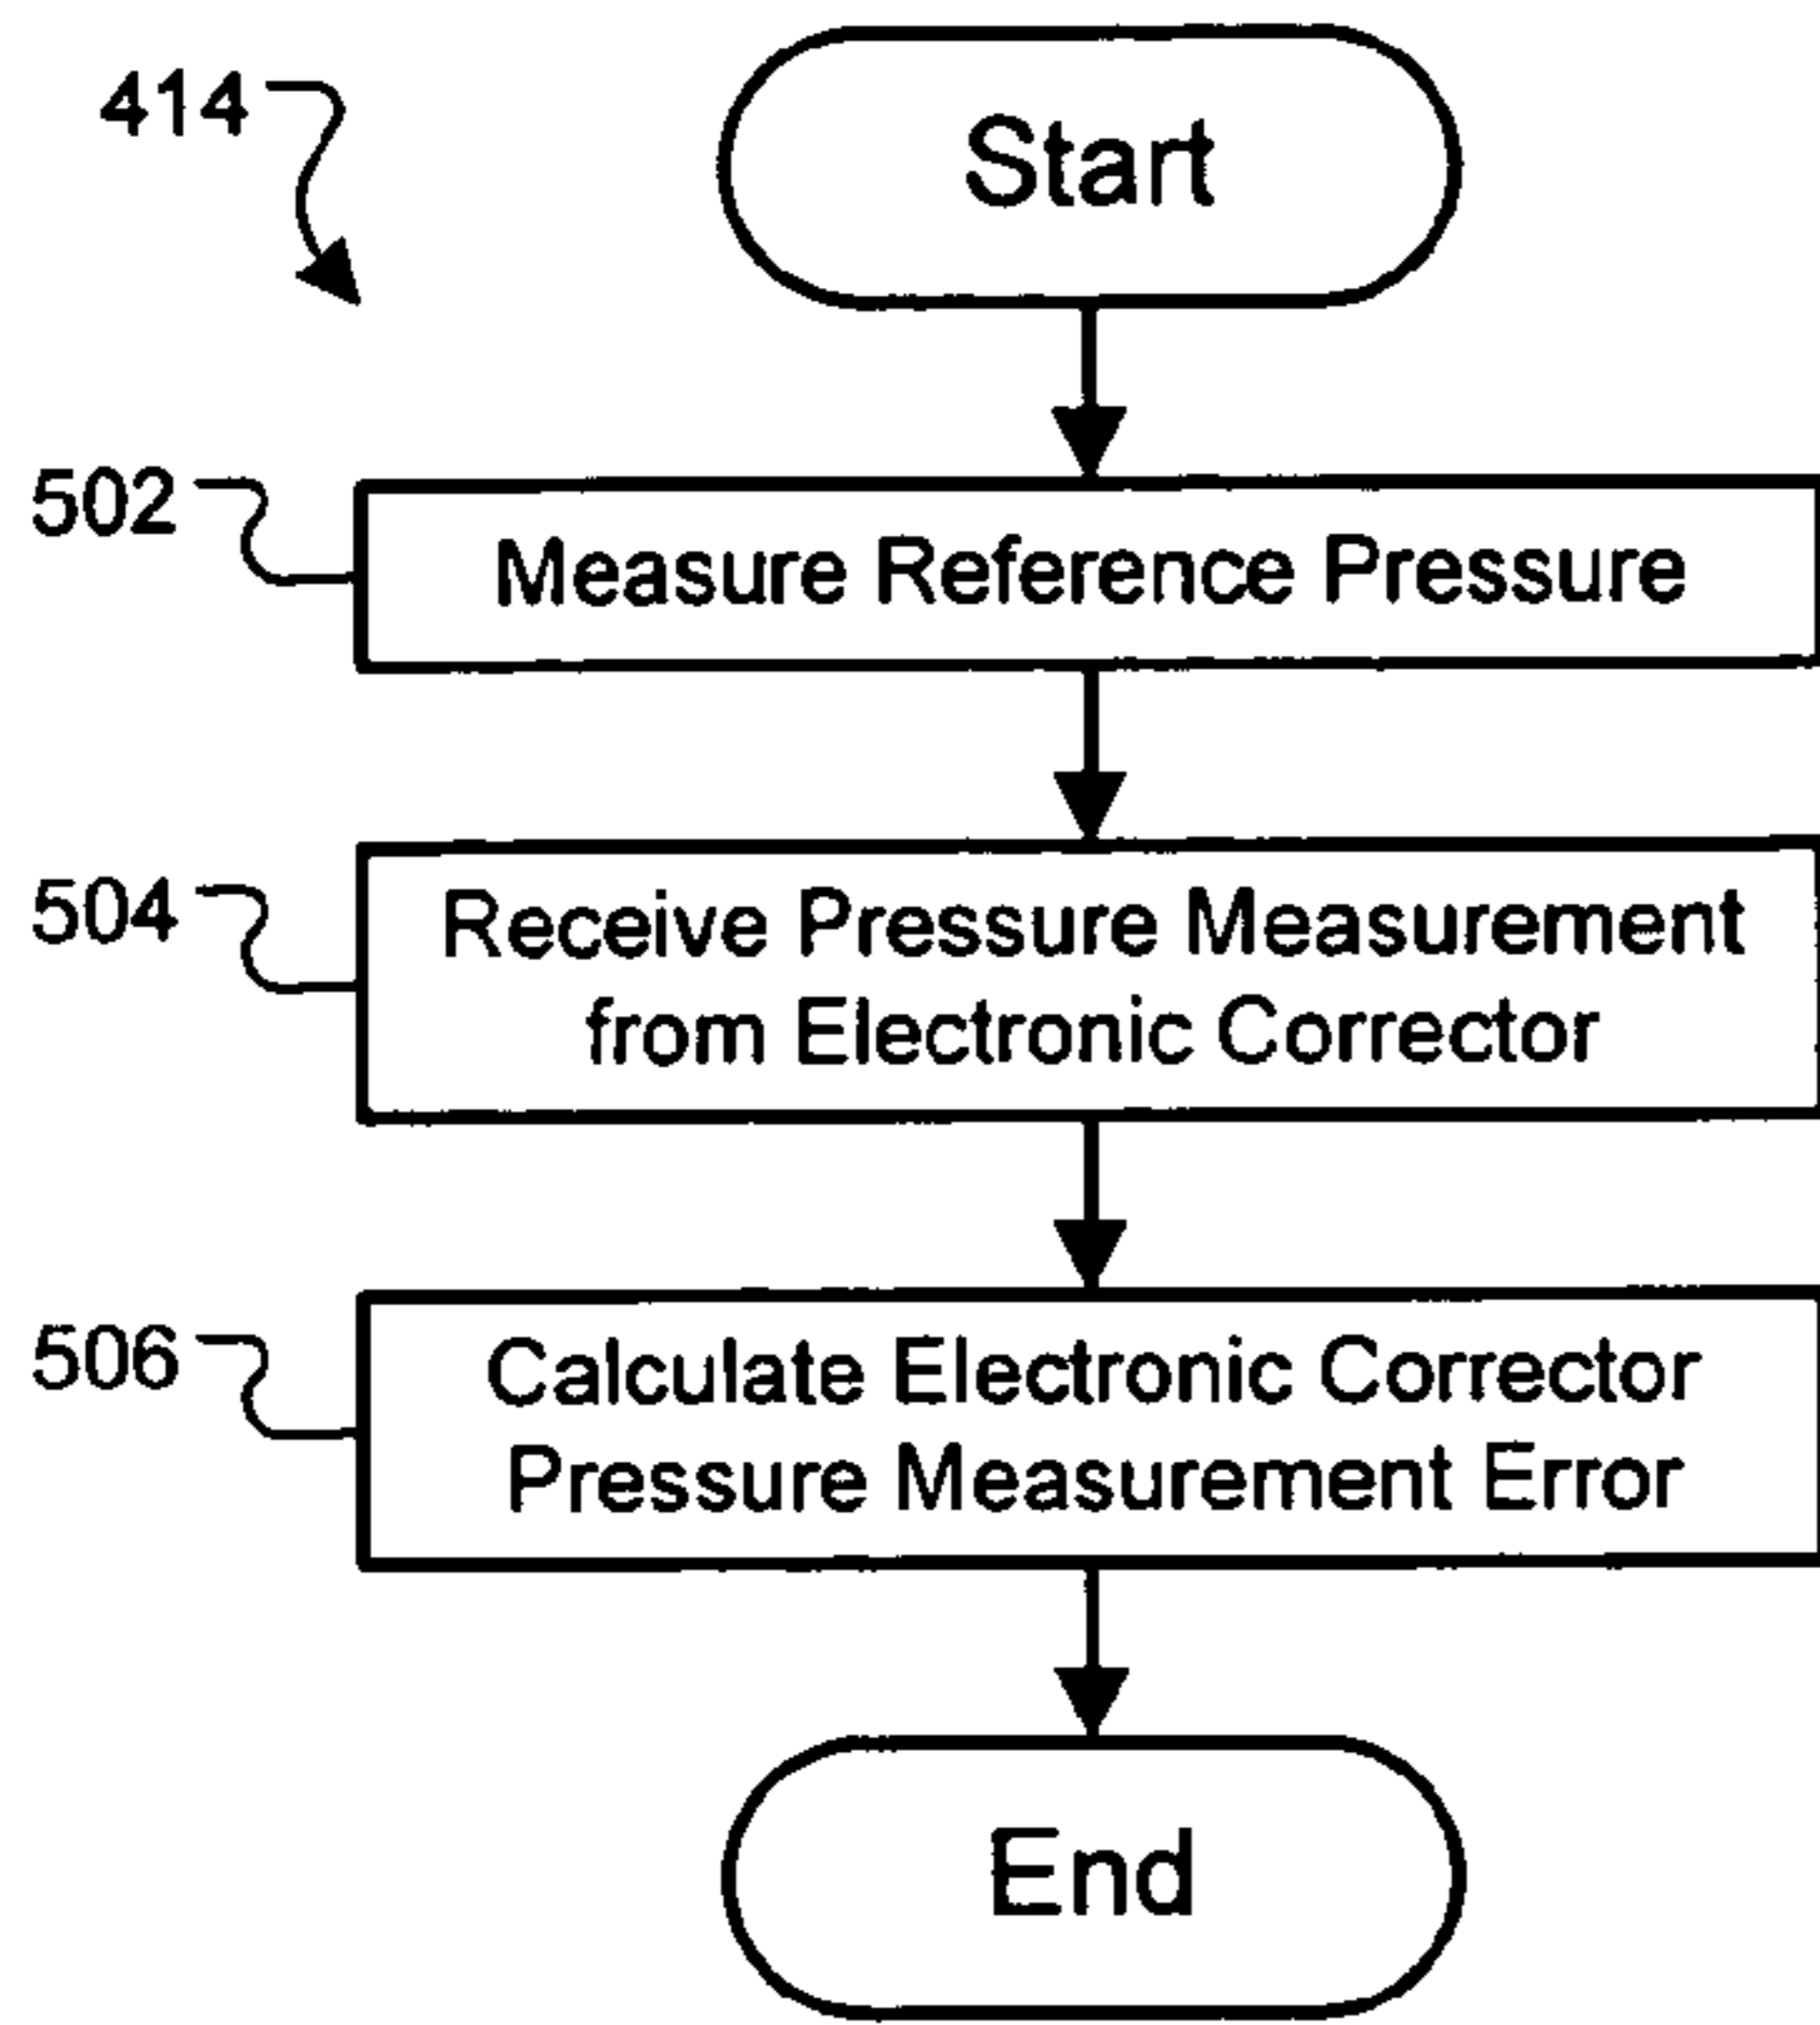 414
Start
502
Measure Reference Pressure
504
Receive Pressure Measurement
from Electronic Corrector
506
Calculate Electronic Corrector
Pressure Measurement Error
End